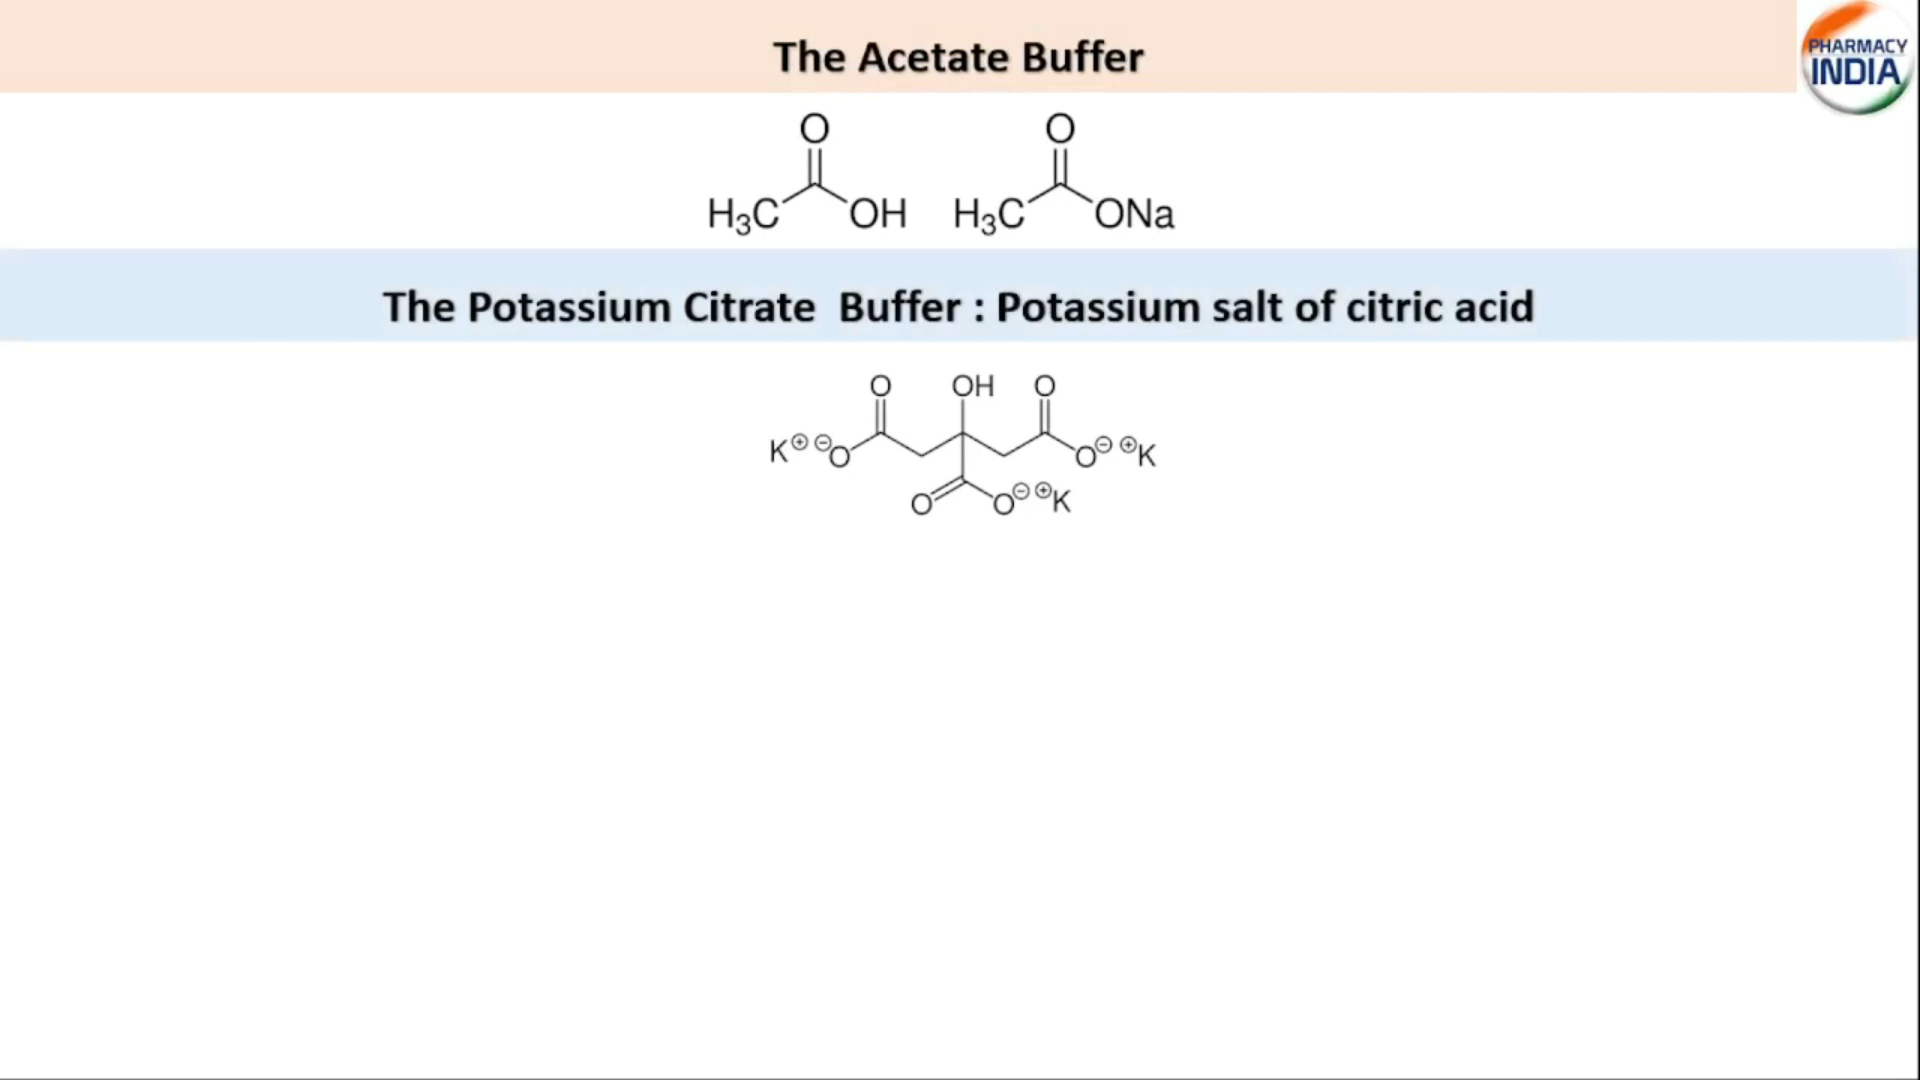 The Acetate Buffer
PHARMACY
INDIA
O O
H₃C OH H₃C ONa
The Potassium Citrate Buffer : Potassium salt of citric acid
O OH O
K⊕ ⊖O O⊖ ⊕K
O O⊖ ⊕K